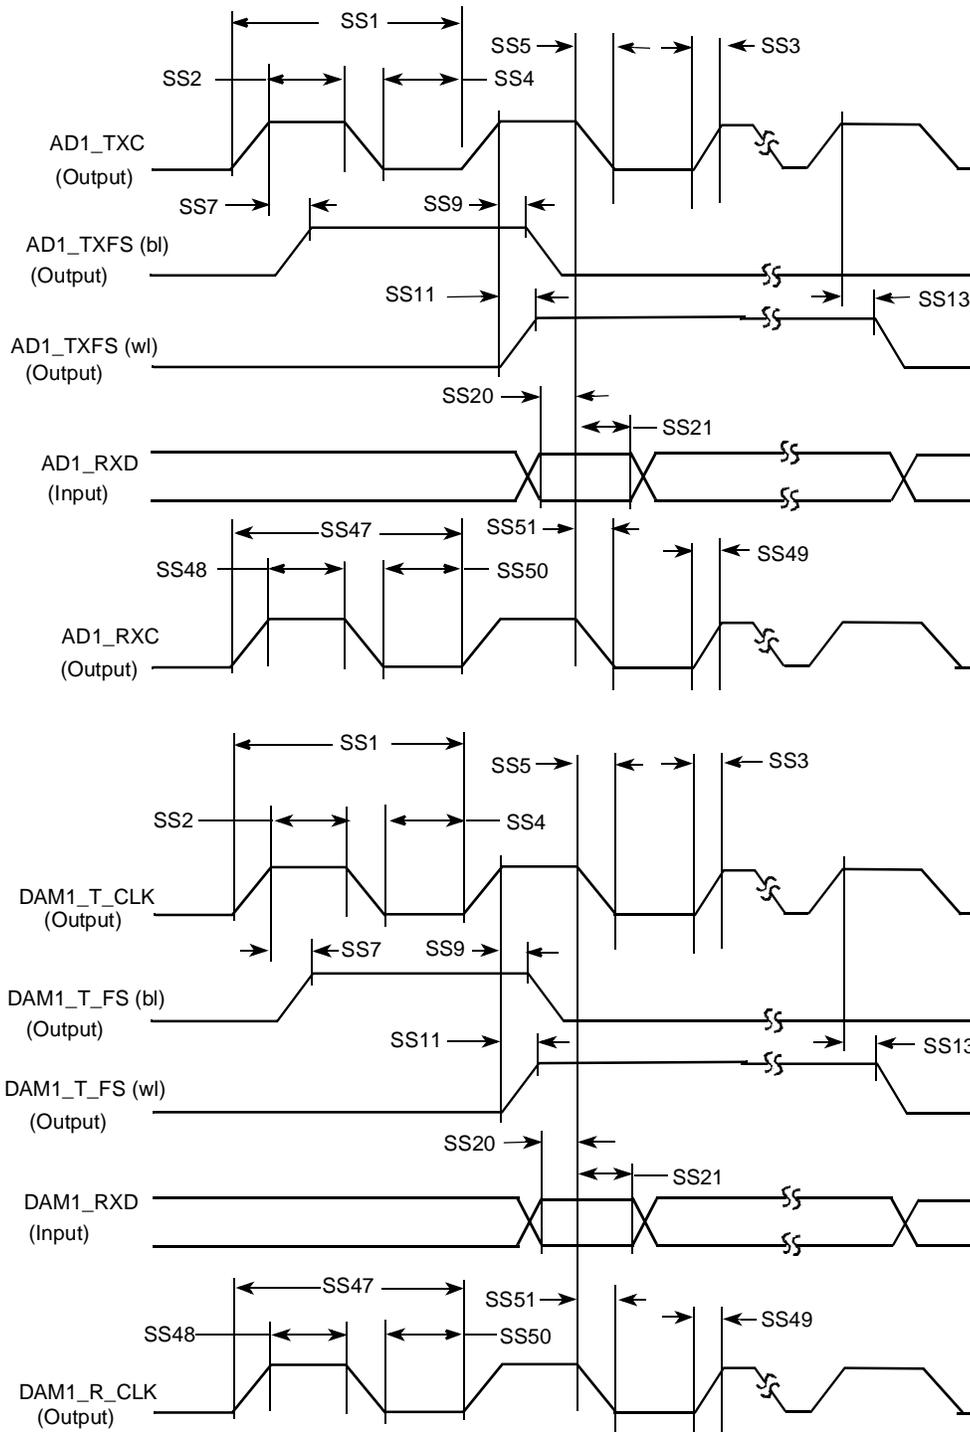 SS1
SS5
SS3
SS2
SS4
AD1_TXC
(Output)
SS7
SS9
AD1_TXFS (bl)
(Output)
SS11
SS13
AD1_TXFS (wl)
(Output)
SS20
SS21
AD1_RXD
(Input)
SS47
SS51
SS49
SS48
SS50
AD1_RXC
(Output)
SS1
SS5
SS3
SS2
SS4
DAM1_T_CLK
(Output)
SS7
SS9
DAM1_T_FS (bl)
(Output)
SS11
SS13
DAM1_T_FS (wl)
(Output)
SS20
SS21
DAM1_RXD
(Input)
SS47
SS51
SS49
SS48
SS50
DAM1_R_CLK
(Output)